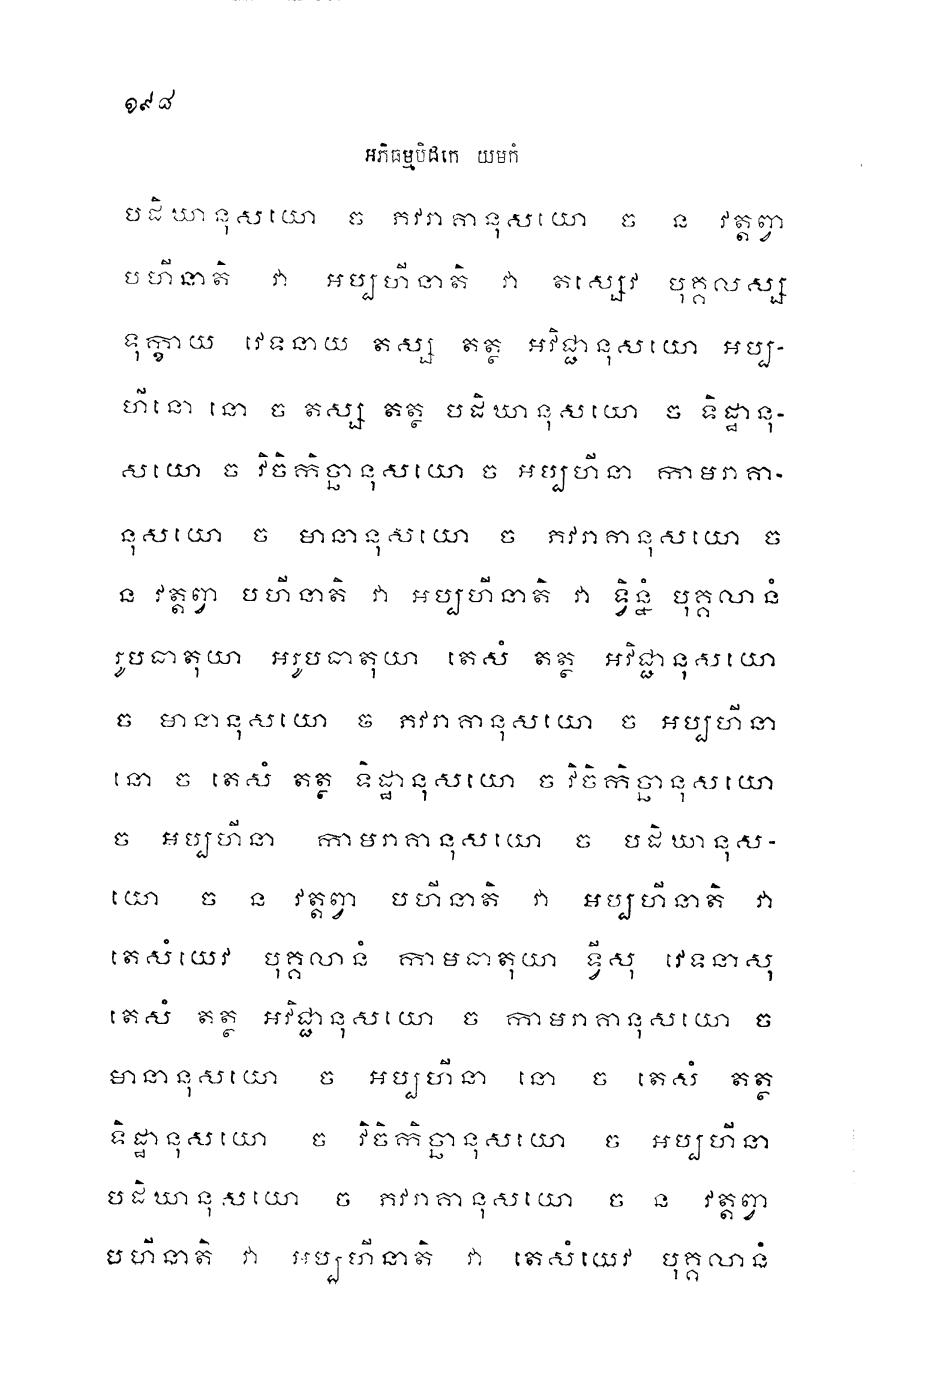 ១៩៨
អភិធម្មបិដកេ យមកំ
បដិឃានុសយោ ច ភវរាគានុសយោ ច ន វត្តព្វា
បហីនាតិ វា អប្បហីនាតិ វា តស្សេវ បុគ្គលស្ស
ទុក្ខាយ វេទនាយ តស្ស តត្ថ អវិជ្ជានុសយោ អប្ប-
ហីនោ នោ ច តស្ស តត្ថ បដិឃានុសយោ ច ទិដ្ឋានុ-
សយោ ច វិចិកិច្ឆានុសយោ ច អប្បហីនា កាមរាគា-
នុសយោ ច មានានុសយោ ច ភវរាគានុសយោ ច
ន វត្តព្វា បហីនាតិ វា អប្បហីនាតិ វា ទ្វិន្នំ បុគ្គលានំ
រូបធាតុយា អរូបធាតុយា តេសំ តត្ថ អវិជ្ជានុសយោ
ច មានានុសយោ ច ភវរាគានុសយោ ច អប្បហីនា
នោ ច តេសំ តត្ថ ទិដ្ឋានុសយោ ច វិចិកិច្ឆានុសយោ
ច អប្បហីនា កាមរាគានុសយោ ច បដិឃានុស-
យោ ច ន វត្តព្វា បហីនាតិ វា អប្បហីនាតិ វា
តេសំយេវ បុគ្គលានំ កាមធាតុយា ទ្វីសុ វេទនាសុ
តេសំ តត្ថ អវិជ្ជានុសយោ ច កាមរាគានុសយោ ច
មានានុសយោ ច អប្បហីនា នោ ច តេសំ តត្ថ
ទិដ្ឋានុសយោ ច វិចិកិច្ឆានុសយោ ច អប្បហីនា
បដិឃានុសយោ ច ភវរាគានុសយោ ច ន វត្តព្វា
បហីនាតិ វា អប្បហីនាតិ វា តេសំយេវ បុគ្គលានំ